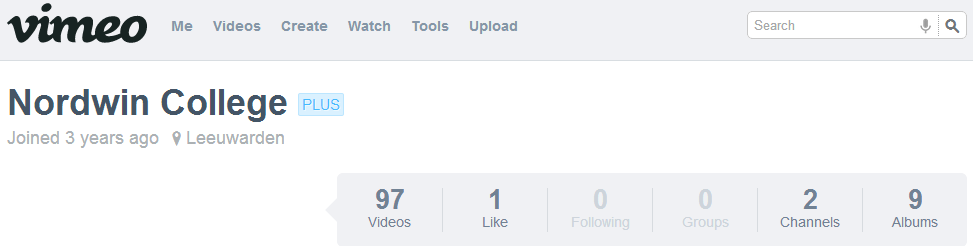 vimeo Me Videos Create Watch Tools Upload Search
Nordwin College PLUS
Joined 3 years ago Leeuwarden
97 1 0 0 2 9
Videos Like Following Groups Channels Albums